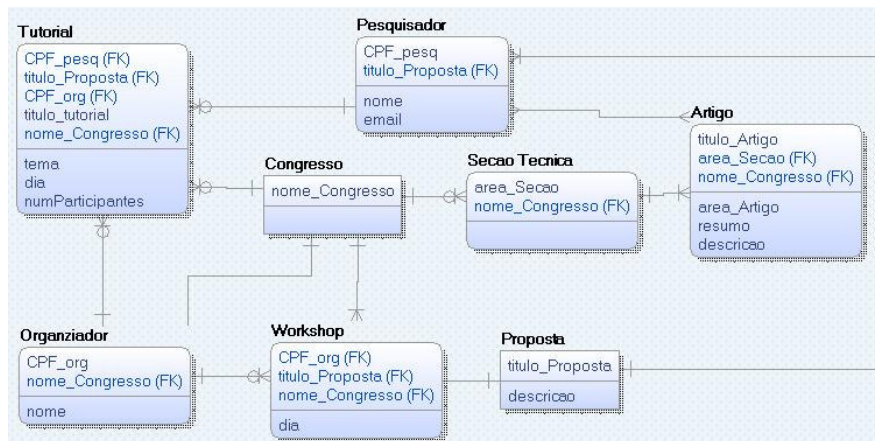 Tutorial
CPF_pesq (FK)
titulo_Proposta (FK)
CPF_org (FK)
titulo_tutorial
nome_Congresso (FK)
tema
dia
numParticipantes
Pesquisador
CPF_pesq
titulo_Proposta (FK)
nome
email
Artigo
titulo_Artigo
area_Secao (FK)
nome_Congresso (FK)
area_Artigo
resumo
descricao
Congresso
nome_Congresso
Secao Tecnica
area_Secao
nome_Congresso (FK)
Organziador
CPF_org
nome_Congresso (FK)
nome
Workshop
CPF_org (FK)
titulo_Proposta (FK)
nome_Congresso (FK)
dia
Proposta
titulo_Proposta
descricao